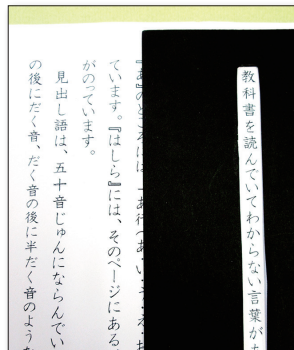 教科書を読んでいてわからない言葉が
ています。『はしら』には、そのページにある
がのっています。
見出し語は、五十音じゅんにならんでい
の後にだく音、だく音の後に半だく音のような